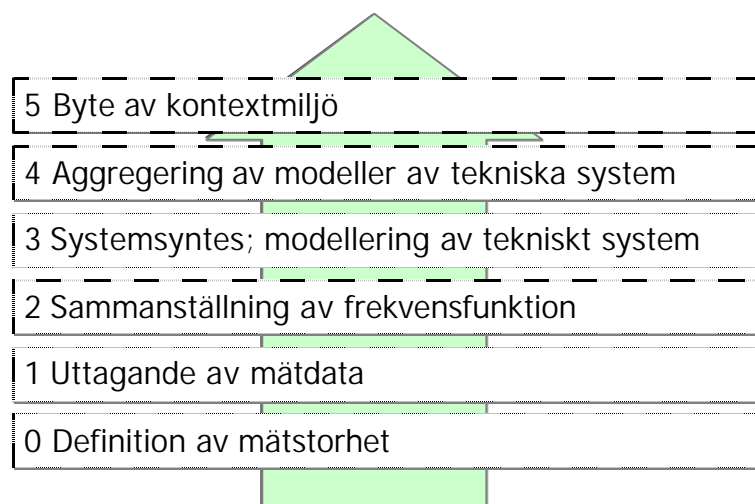 5 Byte av kontextmiljö
4 Aggregering av modeller av tekniska system
3 Systemsyntes; modellering av tekniskt system
2 Sammanställning av frekvensfunktion
1 Uttagande av mätdata
0 Definition av mätstorhet